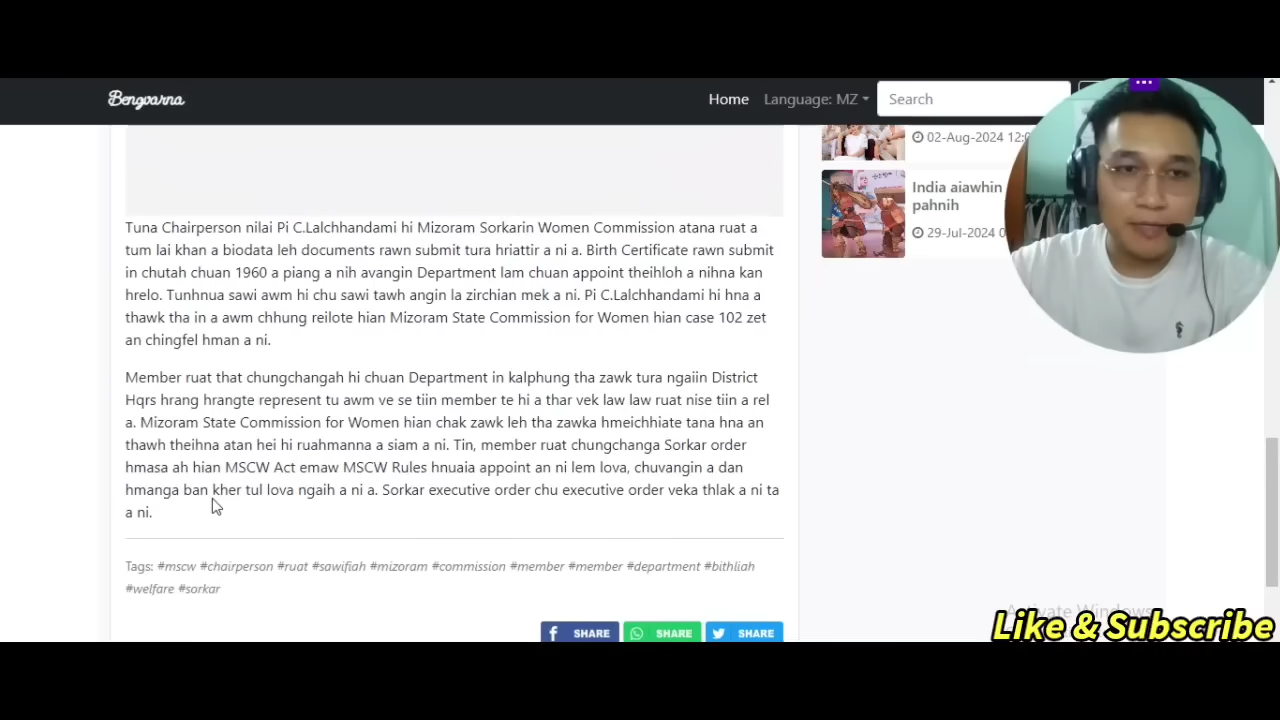 Bengvarna
Home
Language: MZ
Search
02-Aug-2024 12:
India aiawhin
pahnih
29-Jul-2024 0
Tuna Chairperson nilai Pi C.Lalchhandami hi Mizoram Sorkarin Women Commission atana ruat a
tum lai khan a biodata leh documents rawn submit tura hriattir a ni a. Birth Certificate rawn submit
in chutah chuan 1960 a piang a nih avangin Department lam chuan appoint theihloh a nihna kan
hrelo. Tunhnua sawi awm hi chu sawi tawh angin la zirchian mek a ni. Pi C.Lalchhandami hi hna a
thawk tha in a awm chhung reilote hian Mizoram State Commission for Women hian case 102 zet
an chingfel hman a ni.
Member ruat that chungchangah hi chuan Department in kalphung tha zawk tura ngaiin District
Hqrs hrang hrangte represent tu awm ve se tiin member te hi a thar vek law law ruat nise tiin a rel
a. Mizoram State Commission for Women hian chak zawk leh tha zawka hmeichhiate tana hna an
thawh theihna atan hei hi ruahmanna a siam a ni. Tin, member ruat chungchanga Sorkar order
hmasa ah hian MSCW Act emaw MSCW Rules hnuaia appoint an ni lem lova, chuvangin a dan
hmanga ban kher tul lova ngaih a ni a. Sorkar executive order chu executive order veka thlak a ni ta
a ni.
Tags: #mscw #chairperson #ruat #sawifiah #mizoram #commission #member #member #department #bithliah
#welfare #sorkar
SHARE
SHARE
SHARE
Activate Windows
Like & Subscribe